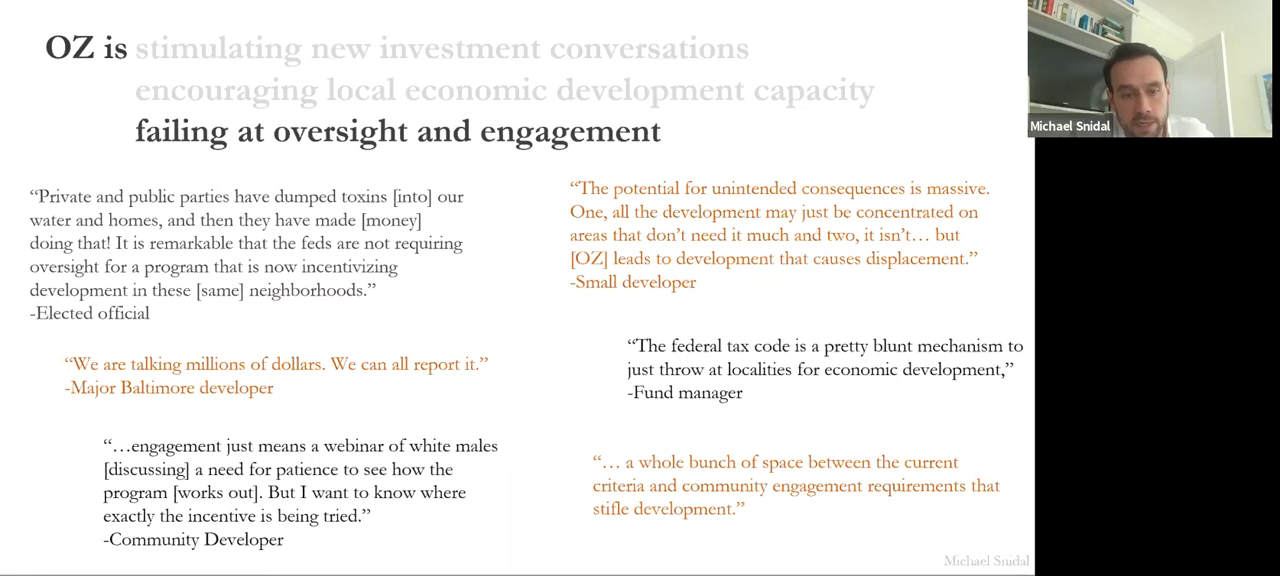 OZ is stimulating new investment conversations
encouraging local economic development capacity
failing at oversight and engagement
“Private and public parties have dumped toxins [into] our
water and homes, and then they have made [money]
doing that! It is remarkable that the feds are not requiring
oversight for a program that is now incentivizing
development in these [same] neighborhoods.”
-Elected official
“We are talking millions of dollars. We can all report it.”
-Major Baltimore developer
“…engagement just means a webinar of white males
[discussing] a need for patience to see how the
program [works out]. But I want to know where
exactly the incentive is being tried.”
-Community Developer
“The potential for unintended consequences is massive.
One, all the development may just be concentrated on
areas that don’t need it much and two, it isn’t… but
[OZ] leads to development that causes displacement.”
-Small developer
“The federal tax code is a pretty blunt mechanism to
just throw at localities for economic development,”
-Fund manager
“… a whole bunch of space between the current
criteria and community engagement requirements that
stifle development.”
Michael Snidal
Michael Snidal